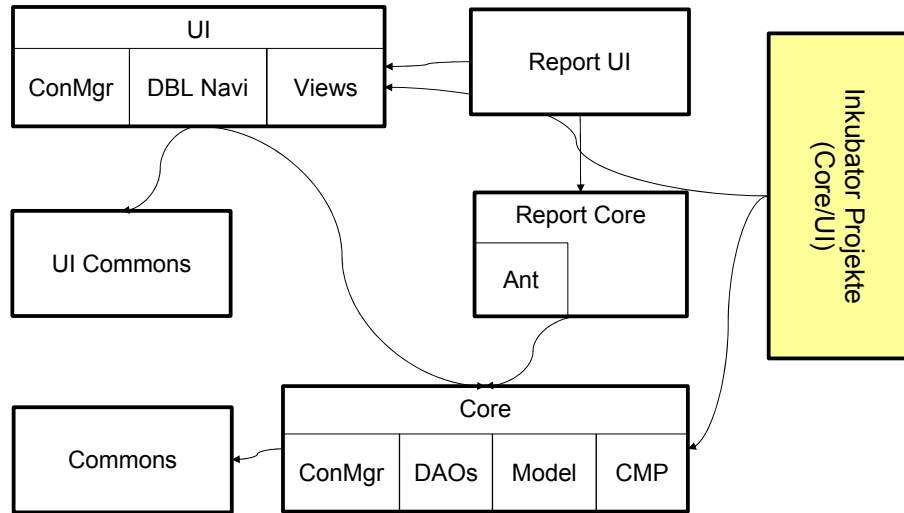 UI
ConMgr
DBL Navi
Views
Report UI
Inkubator Projekte
(Core/UI)
Report Core
Ant
UI Commons
Core
ConMgr
DAOs
Model
CMP
Commons